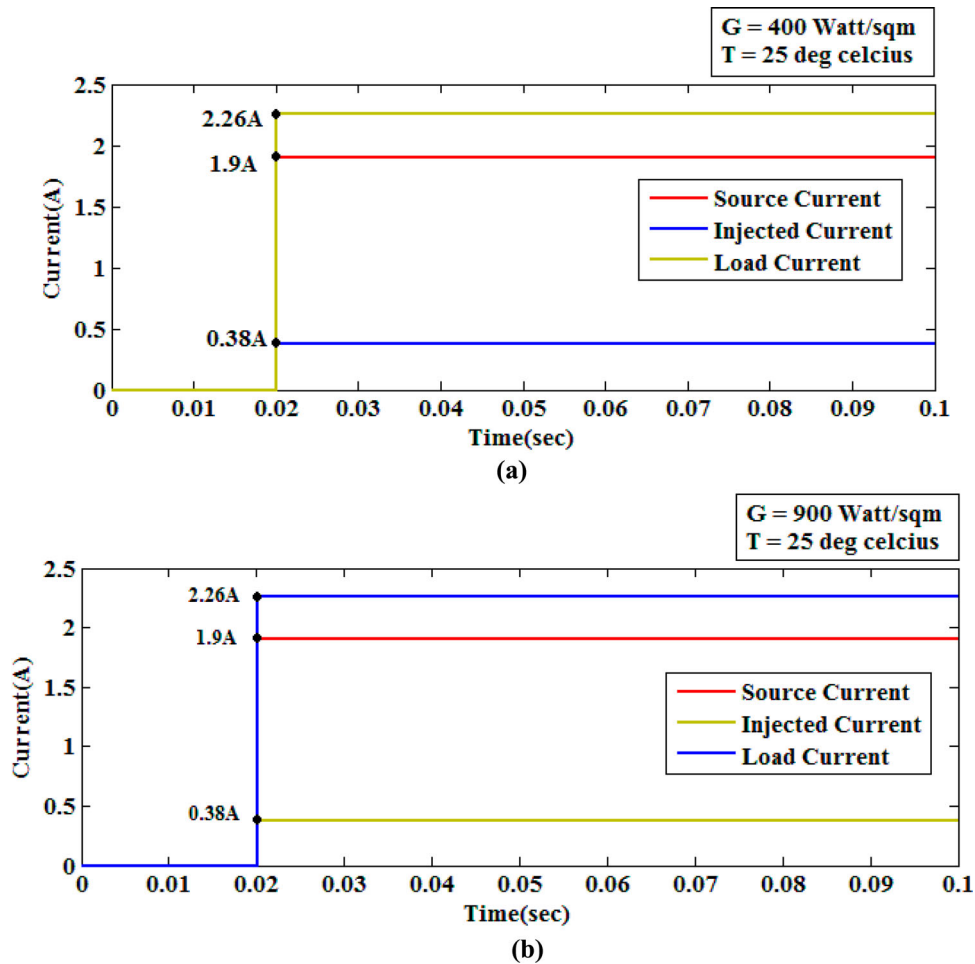 G = 400 Watt/sqm
T = 25 deg celcius
2.5
2
1.5
1
0.5
0
Current(A)
2.26A
1.9A
0.38A
Source Current
Injected Current
Load Current
0 0.01 0.02 0.03 0.04 0.05 0.06 0.07 0.08 0.09 0.1
Time(sec)
(a)
G = 900 Watt/sqm
T = 25 deg celcius
2.5
2
1.5
1
0.5
0
Current(A)
2.26A
1.9A
0.38A
Source Current
Injected Current
Load Current
0 0.01 0.02 0.03 0.04 0.05 0.06 0.07 0.08 0.09 0.1
Time(sec)
(b)